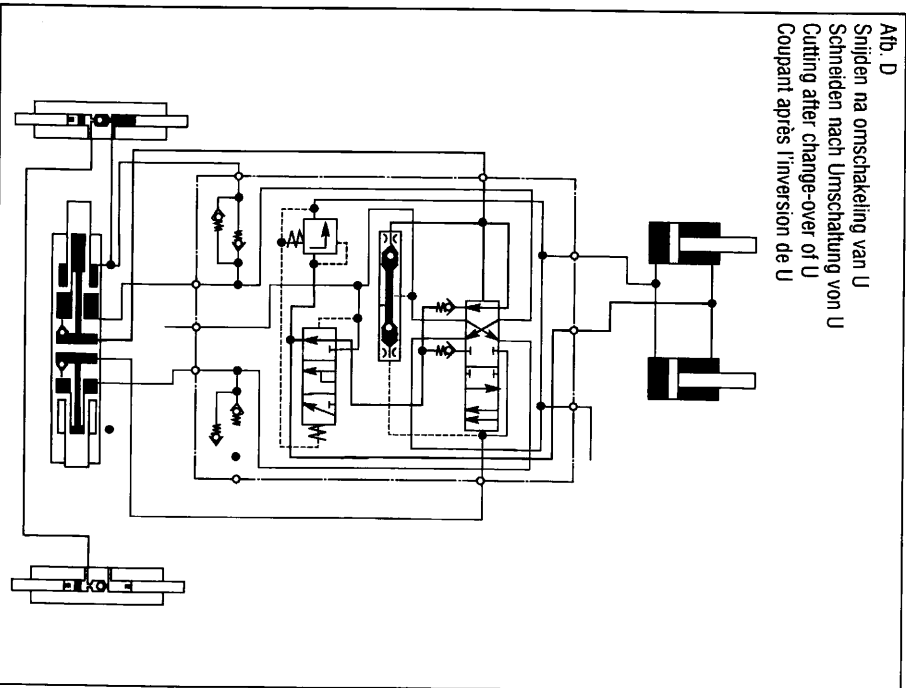 Afb. D
Snijden na omschakeling van U
Schneiden nach Umschaltung von U
Cutting after change-over of U
Coupant après l'inversion de U